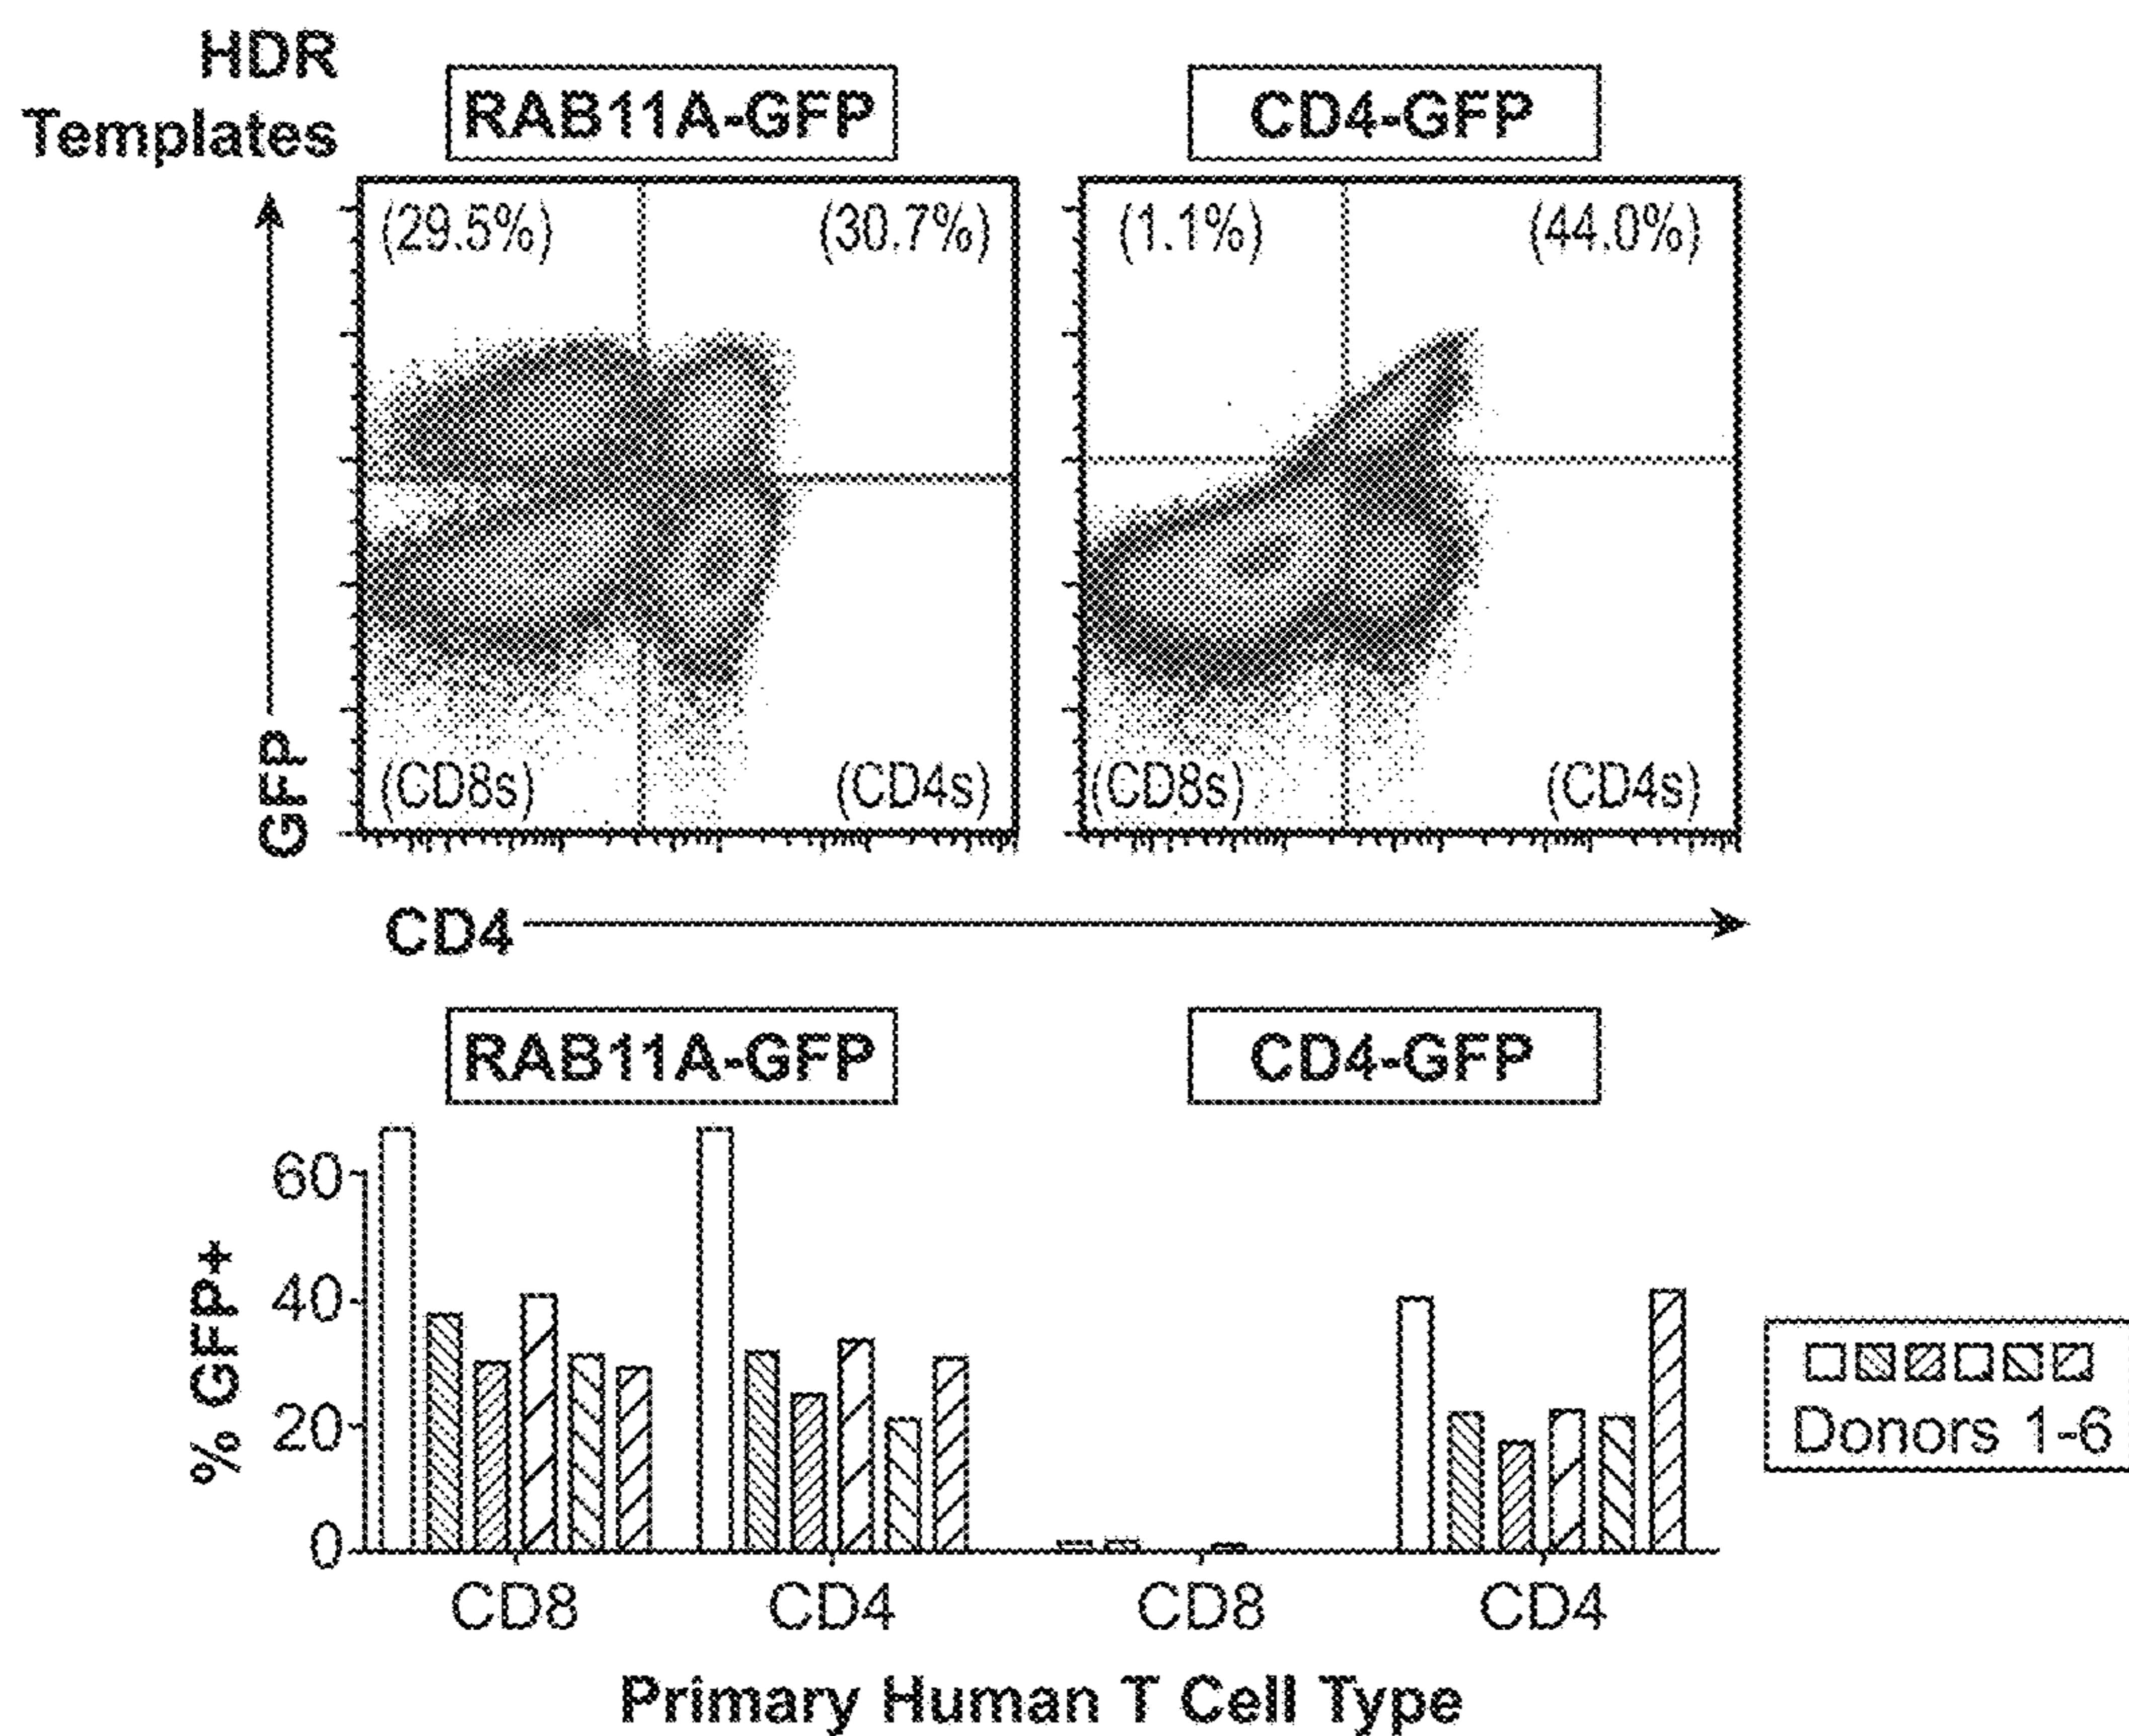 HDR
Templates
RAB11A-GFP
CD4-GFP
(29.5%)
(30.7%)
(1.1%)
(44.0%)
GFP
(CD8s)
(CD4s)
(CD8s)
(CD4s)
CD4
RAB11A-GFP
CD4-GFP
% GFP+
60
40
20
0
CD8
CD4
CD8
CD4
Donors 1-6
Primary Human T Cell Type